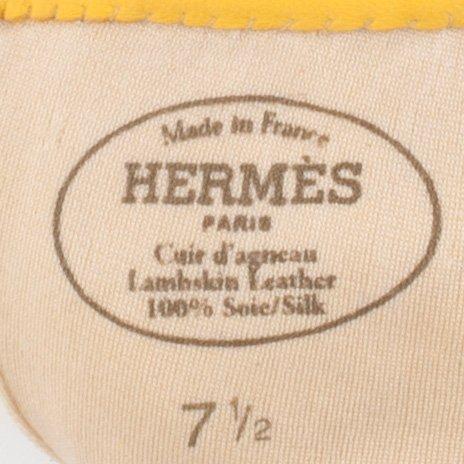 Made in France
HERMÈS
PARIS
Cuir d'agneau
Lambskin Leather
100% Soie/Silk
7 1/2